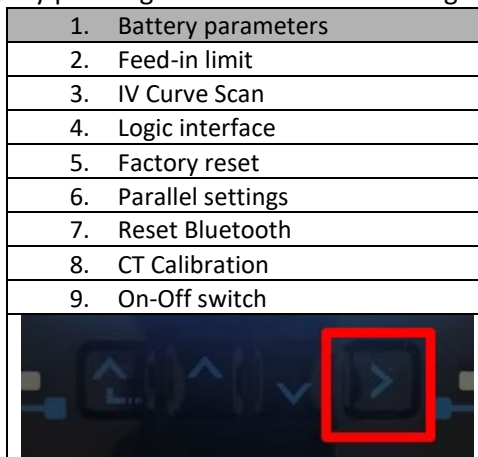 1. Battery parameters
2. Feed-in limit
3. IV Curve Scan
4. Logic interface
5. Factory reset
6. Parallel settings
7. Reset Bluetooth
8. CT Calibration
9. On-Off switch